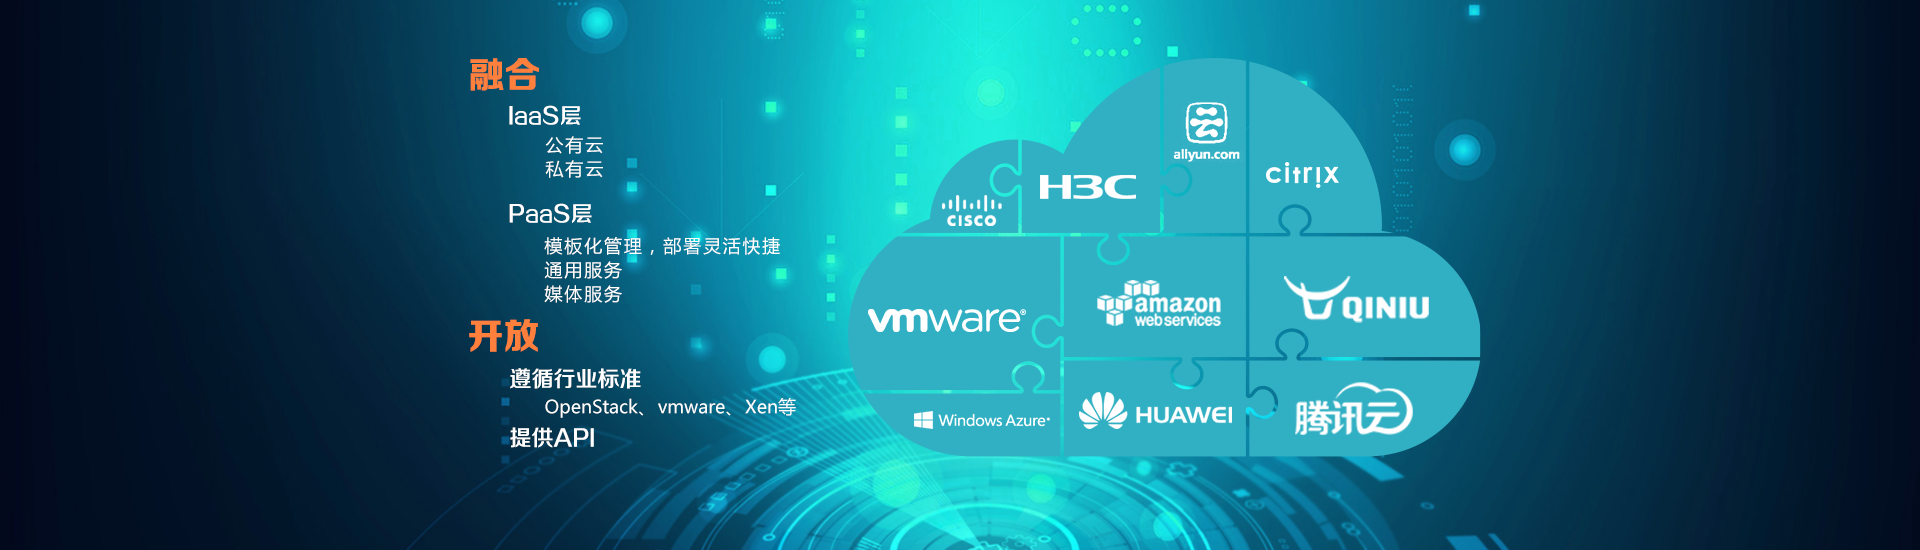 融合
IaaS层
公有云
私有云
PaaS层
模板化管理，部署灵活快捷
通用服务
媒体服务
开放
遵循行业标准
OpenStack、vmware、Xen等
提供API
allyun.com
citrix
H3C
CISCO
vmware®
amazon
webservices
QINIU
Windows Azure
HUAWEI
腾讯云